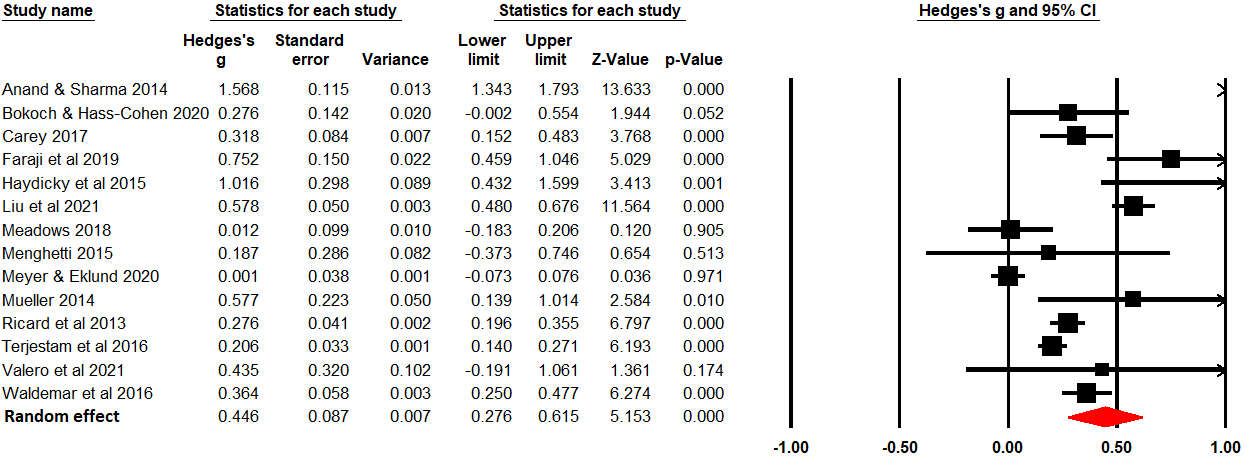 Study name Statistics for each study Statistics for each study Hedges's g and 95% CI
Hedges's g Standard error Variance Lower limit Upper limit Z-Value p-Value
Anand & Sharma 2014 1.568 0.115 0.013 1.343 1.793 13.633 0.000
Bokoch & Hass-Cohen 2020 0.276 0.142 0.020 -0.002 0.554 1.944 0.052
Carey 2017 0.318 0.084 0.007 0.152 0.483 3.768 0.000
Faraji et al 2019 0.752 0.150 0.022 0.459 1.046 5.029 0.000
Haydicky et al 2015 1.016 0.298 0.089 0.432 1.599 3.413 0.001
Liu et al 2021 0.578 0.050 0.003 0.480 0.676 11.564 0.000
Meadows 2018 0.012 0.099 0.010 -0.183 0.206 0.120 0.905
Menghetti 2015 0.187 0.286 0.082 -0.373 0.746 0.654 0.513
Meyer & Eklund 2020 0.001 0.038 0.001 -0.073 0.076 0.036 0.971
Mueller 2014 0.577 0.223 0.050 0.139 1.014 2.584 0.010
Ricard et al 2013 0.276 0.041 0.002 0.196 0.355 6.797 0.000
Terjestam et al 2016 0.206 0.033 0.001 0.140 0.271 6.193 0.000
Valero et al 2021 0.435 0.320 0.102 -0.191 1.061 1.361 0.174
Waldemar et al 2016 0.364 0.058 0.003 0.250 0.477 6.274 0.000
Random effect 0.446 0.087 0.007 0.276 0.615 5.153 0.000
-1.00 -0.50 0.00 0.50 1.00